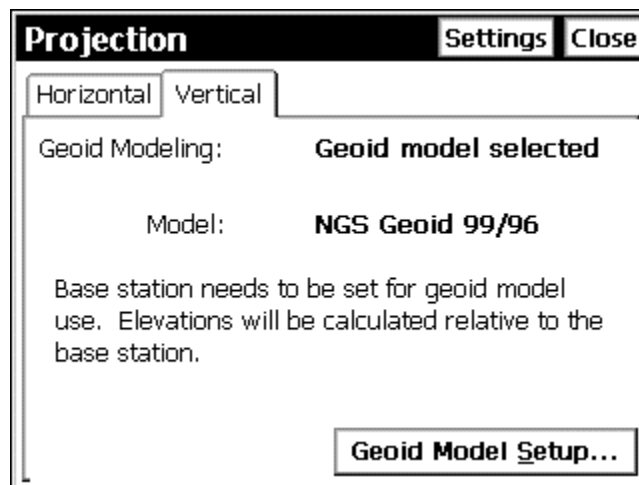 Projection Settings Close
Horizontal Vertical
Geoid Modeling: Geoid model selected
Model: NGS Geoid 99/96
Base station needs to be set for geoid model
use. Elevations will be calculated relative to the
base station.
Geoid Model Setup...